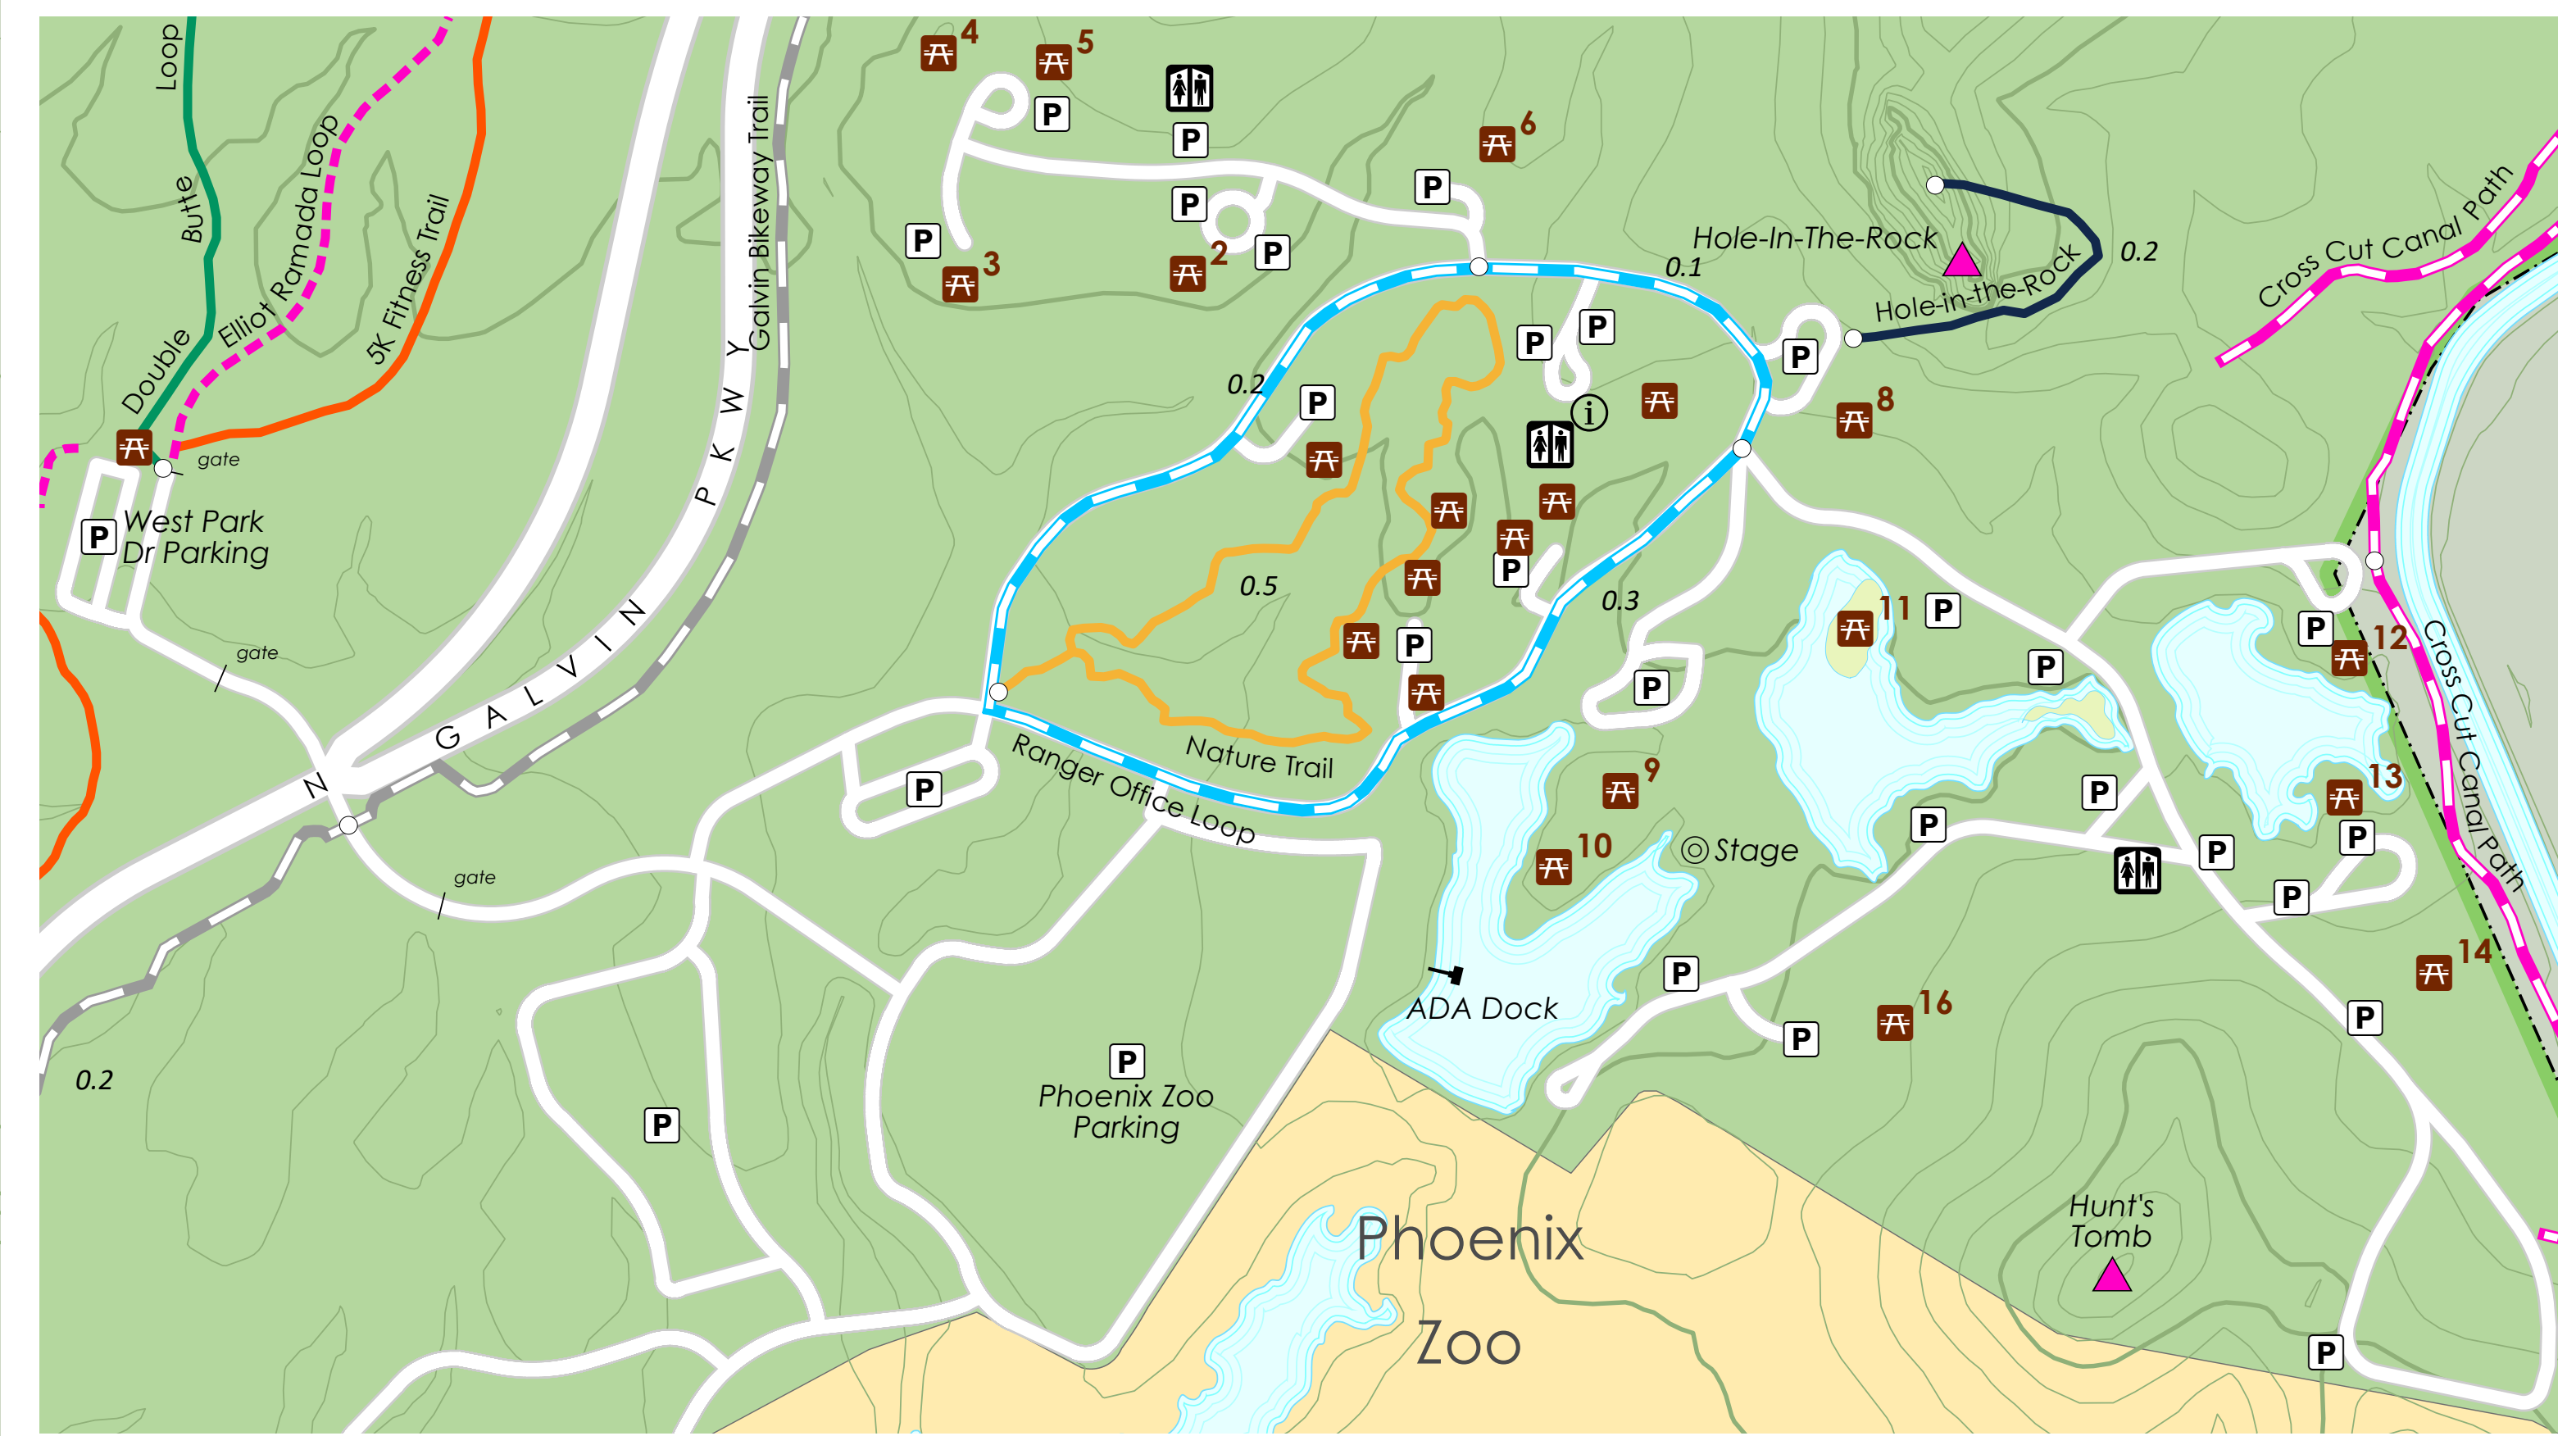 Loop
Butte
Double
Elliot Ramada Loop
5K Fitness Trail
Galvin Bikeway Trail
4
5
P
P
6
P
P
P
P
3
2
Hole-In-The-Rock
Hole-in-the-Rock
0.2
0.1
Cross Cut Canal Path
P
P
P
0.2
P
i
8
gate
West Park
Dr Parking
P
gate
N GALVIN PKWY
0.5
P
0.3
P
P
11
P
P
P
12
Cross Cut Canal Path
Ranger Office Loop
Nature Trail
P
9
10
Stage
P
P
P
13
P
P
gate
ADA Dock
P
P
16
14
P
0.2
P
Phoenix Zoo
Parking
P
Phoenix
Zoo
Hunt's
Tomb
P